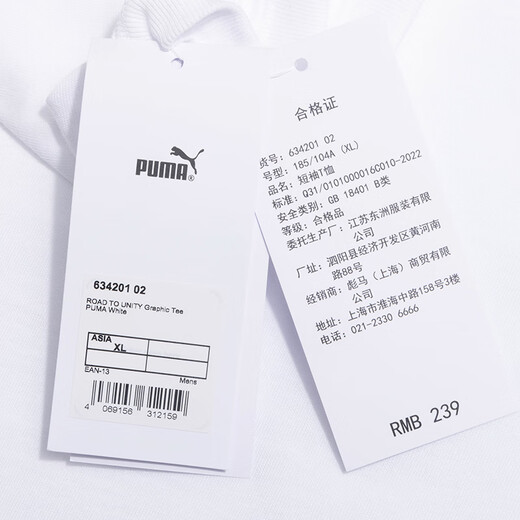 PUMA
634201 02
ROAD TO UNITY Graphic Tee
PUMA White
ASIA
XL
EAN-13
Mens
4 069156 312159
合格证
货号: 634201 02
号型: 185/104A (XL)
品名: 短袖T恤
标准: Q31/0101000016C010-2022
安全类别: GB 18401 B类
等级: 合格品
委托生产厂: 江苏东洲服装有限
公司
厂址: 泗阳县经济开发区黄河南
路88号
经销商: 彪马（上海）商贸有限
公司
地址: 上海市淮海中路158号3楼
电话: 021-2330 6666
RMB 239